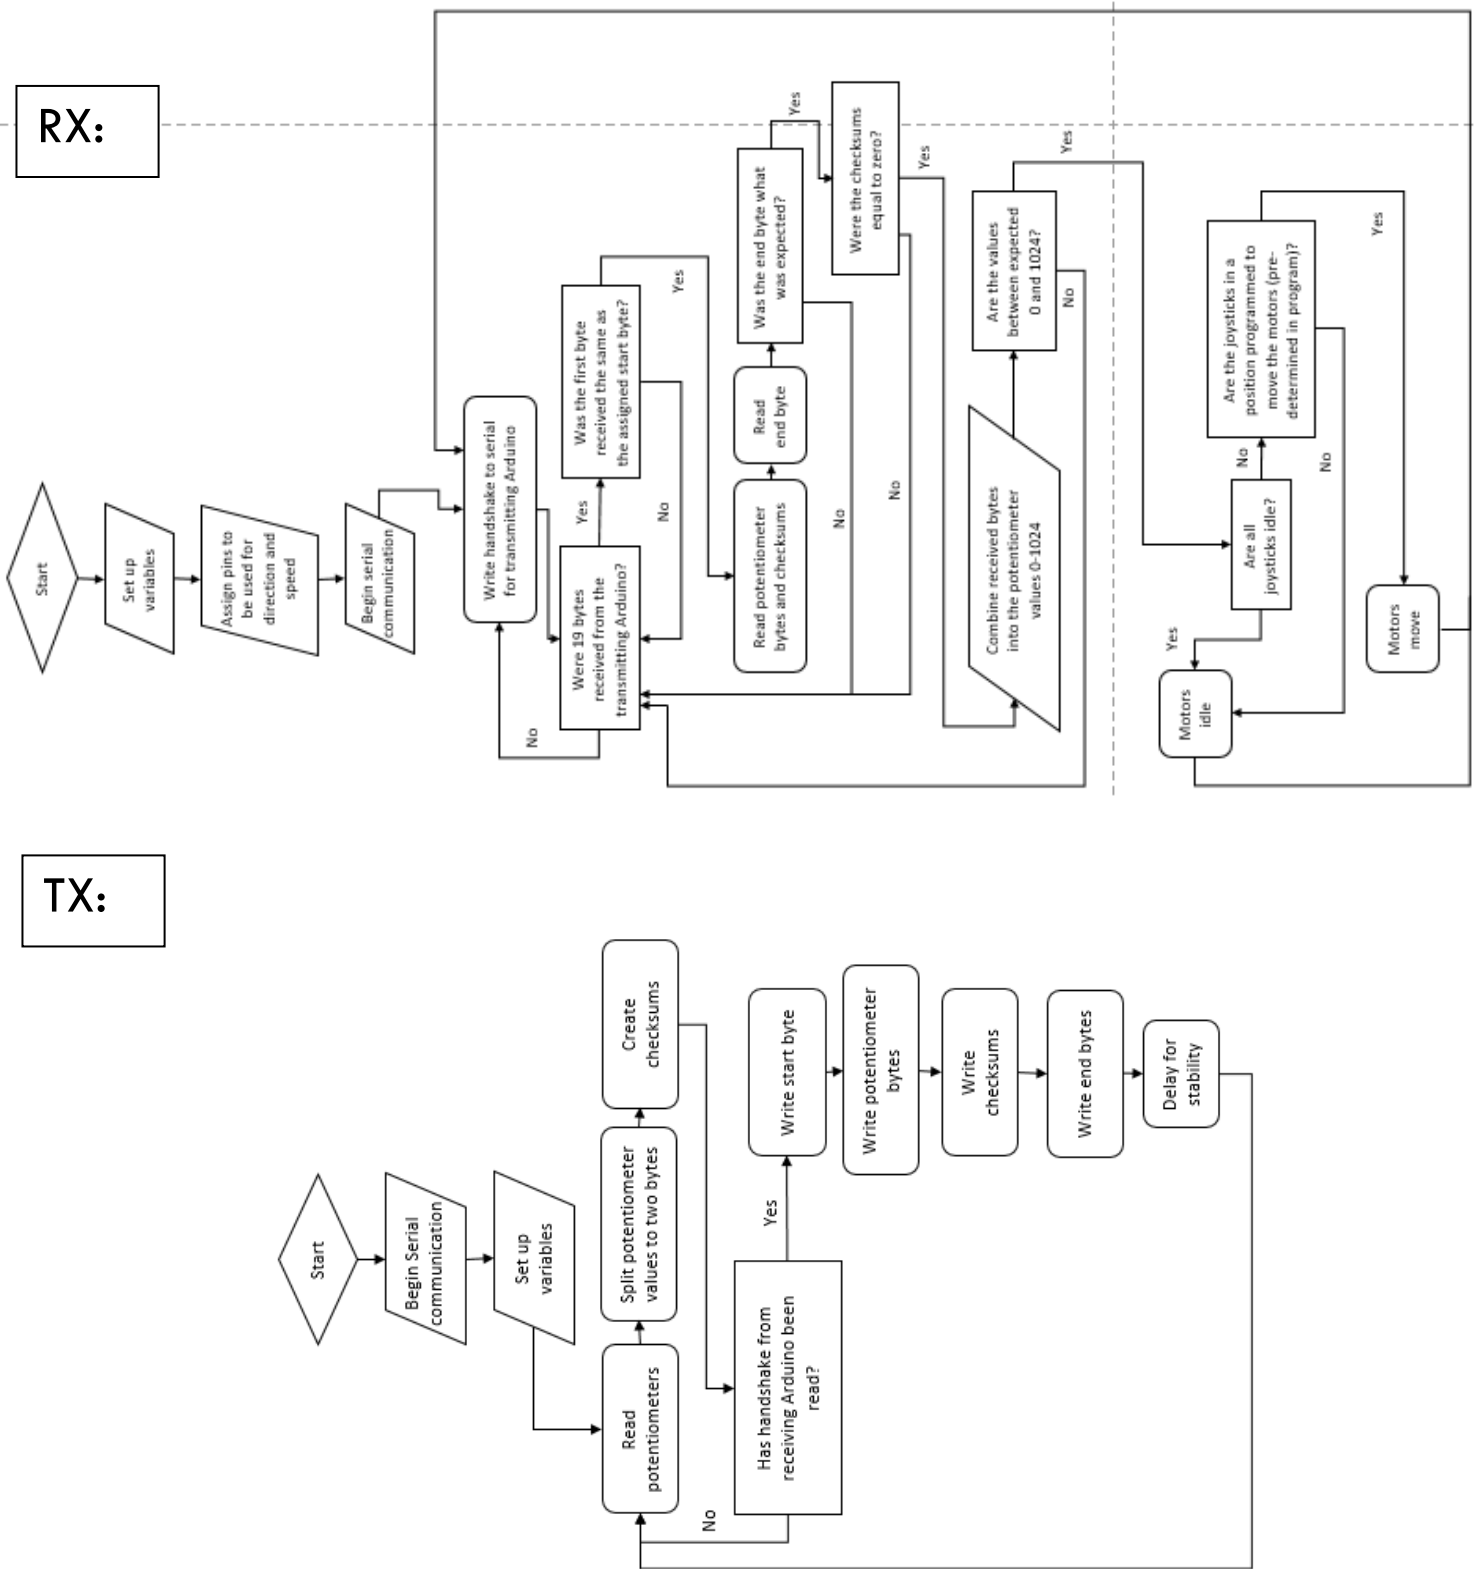 RX:
Start
Set up
variables
Assign pins to
be used for
direction and
speed
Begin serial
communication
Write handshake to serial
for transmitting Arduino
Were 19 bytes
received from the
transmitting Arduino?
No
Yes
Was the first byte
received the same as
the assigned start byte?
No
Yes
Read potentiometer
bytes and checksums
Read
end byte
Was the end byte what
was expected?
No
Yes
Were the checksums
equal to zero?
No
Yes
Combine received bytes
into the potentiometer
values 0-1024
Are the values
between expected
0 and 1024?
No
Yes
Are all
joysticks idle?
Yes
No
Motors
idle
Are the joysticks in a
position programmed to
move the motors (pre-
determined in program)?
No
Yes
Motors
move
TX:
Start
Begin Serial
communication
Set up
variables
Read
potentiometers
Split potentiometer
values to two bytes
Create
checksums
Has handshake from
receiving Arduino been
read?
No
Yes
Write start byte
Write potentiometer
bytes
Write
checksums
Write end bytes
Delay for
stability